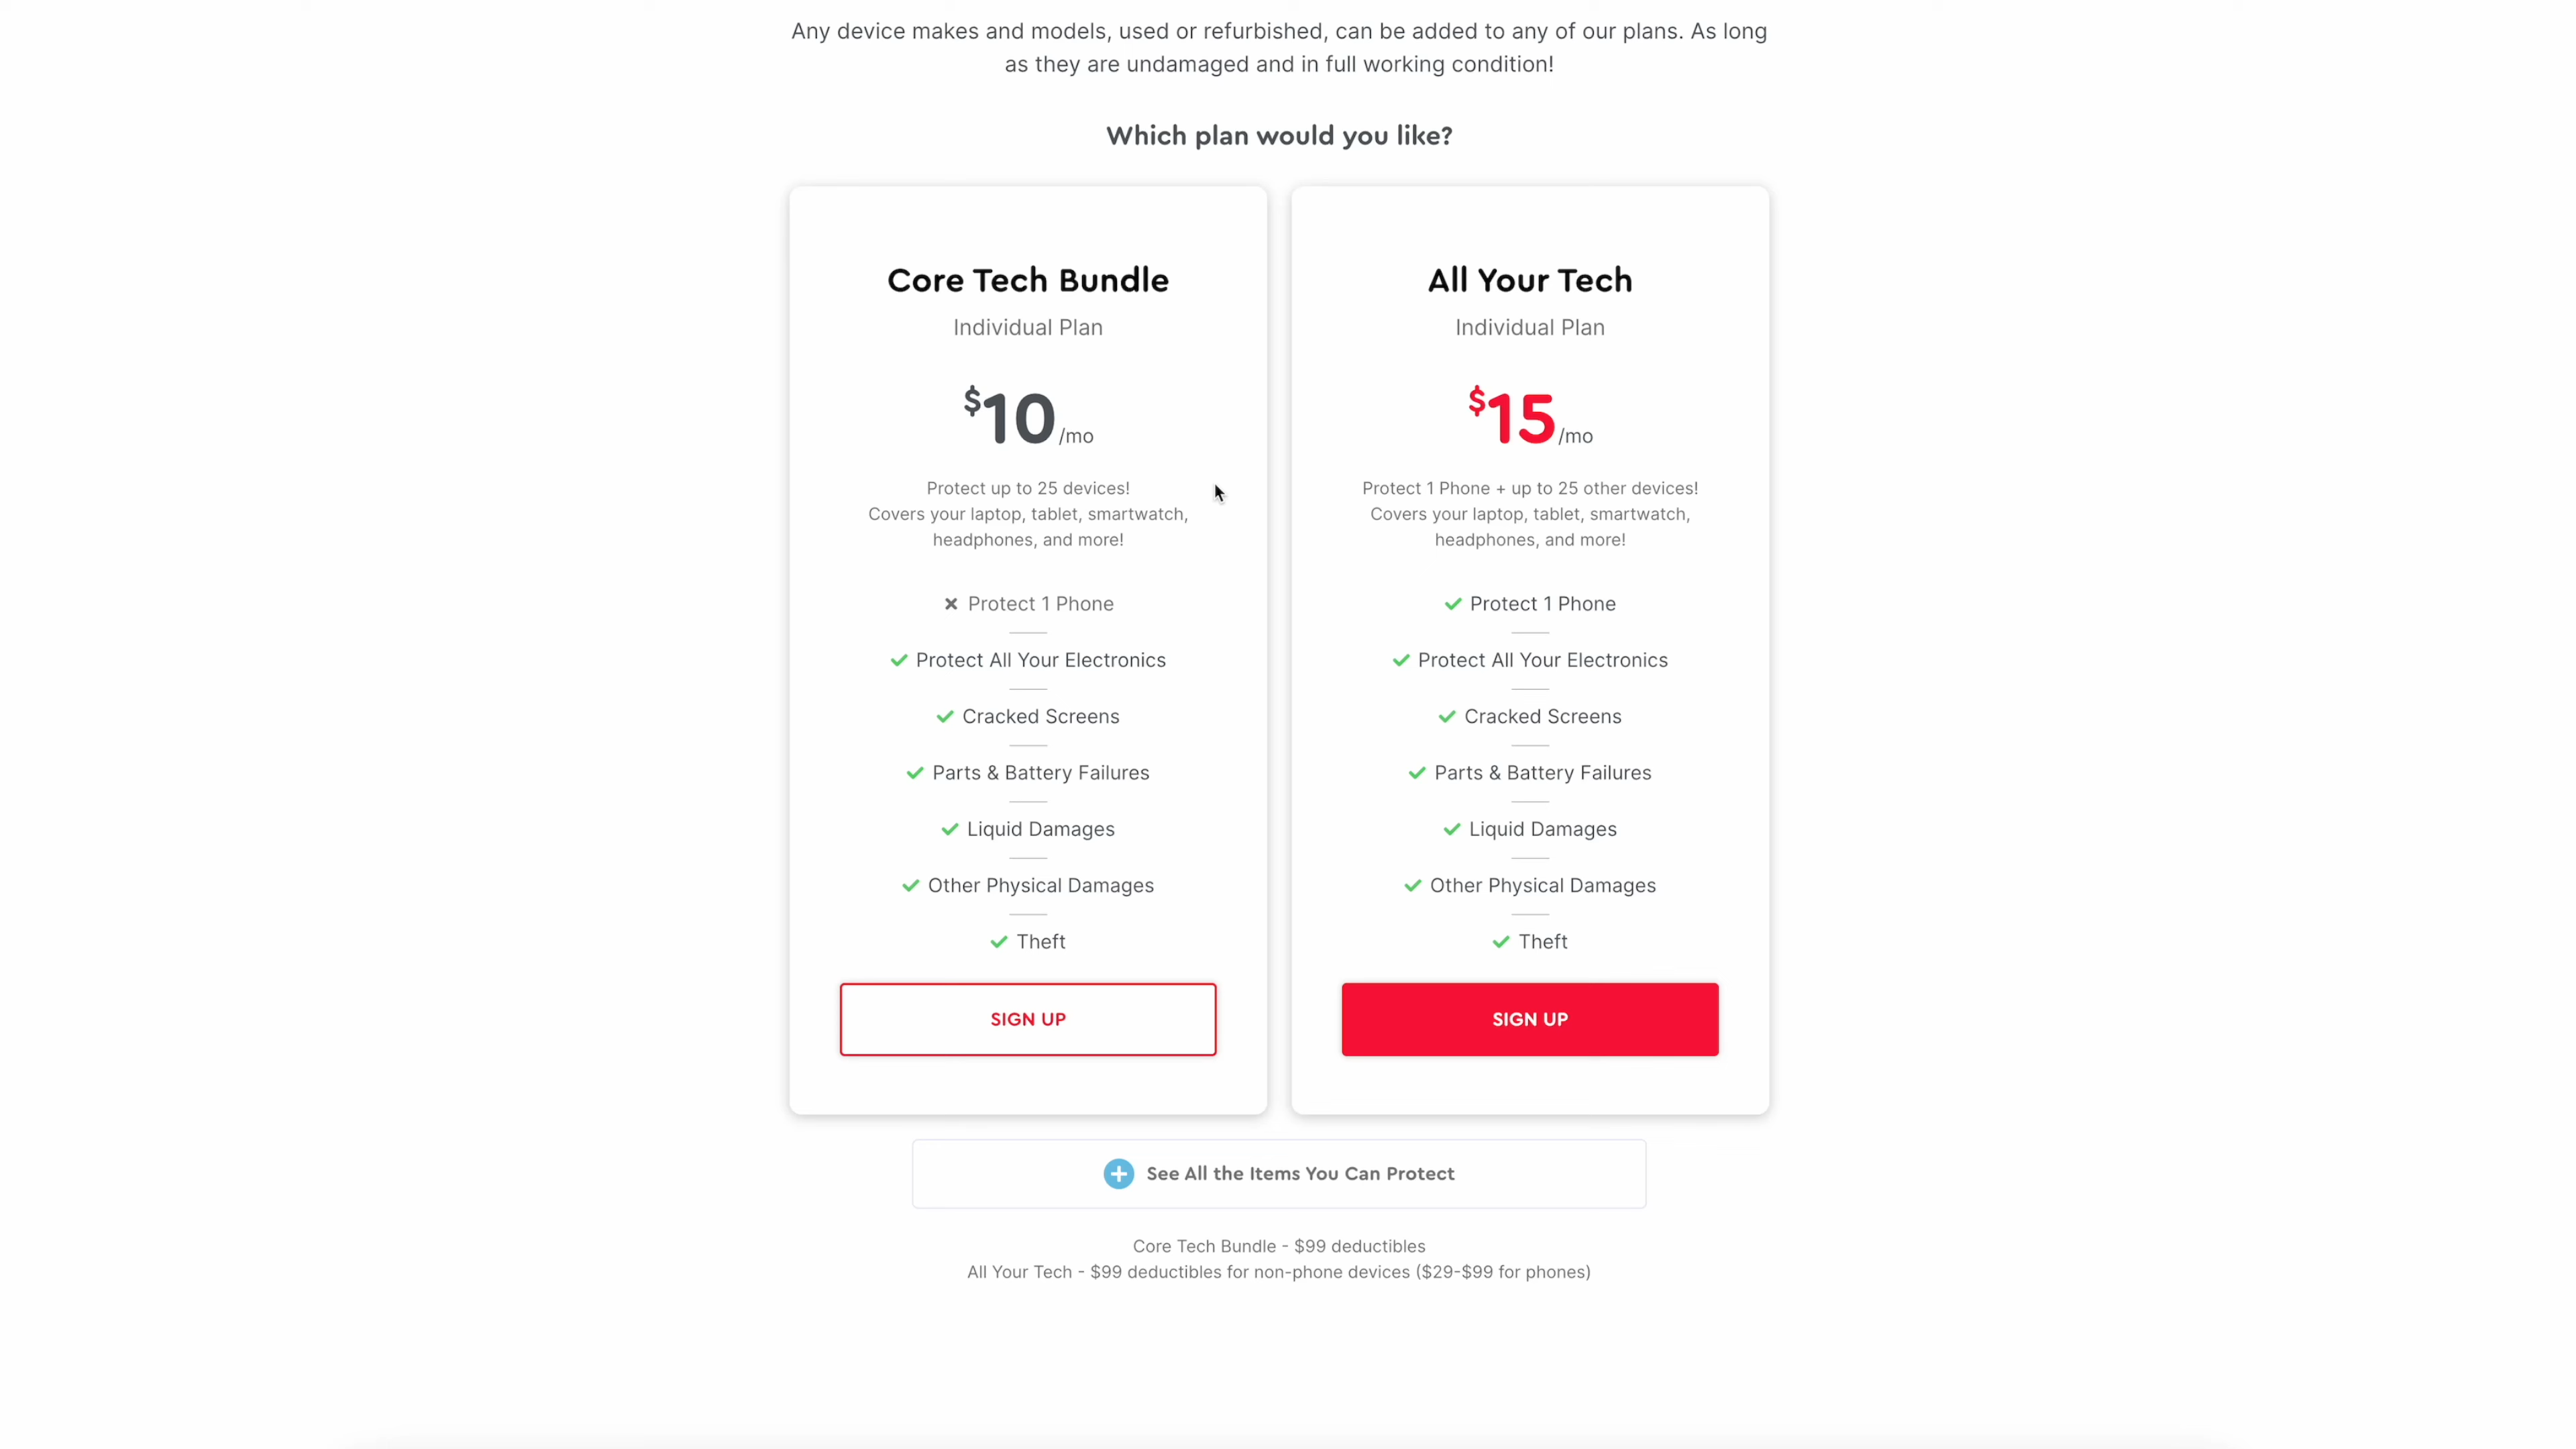 Any device makes and models, used or refurbished, can be added to any of our plans. As long
as they are undamaged and in full working condition!
Which plan would you like?
Core Tech Bundle
Individual Plan
$10/mo
Protect up to 25 devices!
Covers your laptop, tablet, smartwatch,
headphones, and more!
Protect 1 Phone
Protect All Your Electronics
Cracked Screens
Parts & Battery Failures
Liquid Damages
Other Physical Damages
Theft
SIGN UP
All Your Tech
Individual Plan
$15/mo
Protect 1 Phone + up to 25 other devices!
Covers your laptop, tablet, smartwatch,
headphones, and more!
Protect 1 Phone
Protect All Your Electronics
Cracked Screens
Parts & Battery Failures
Liquid Damages
Other Physical Damages
Theft
SIGN UP
See All the Items You Can Protect
Core Tech Bundle - $99 deductibles
All Your Tech - $99 deductibles for non-phone devices ($29-$99 for phones)